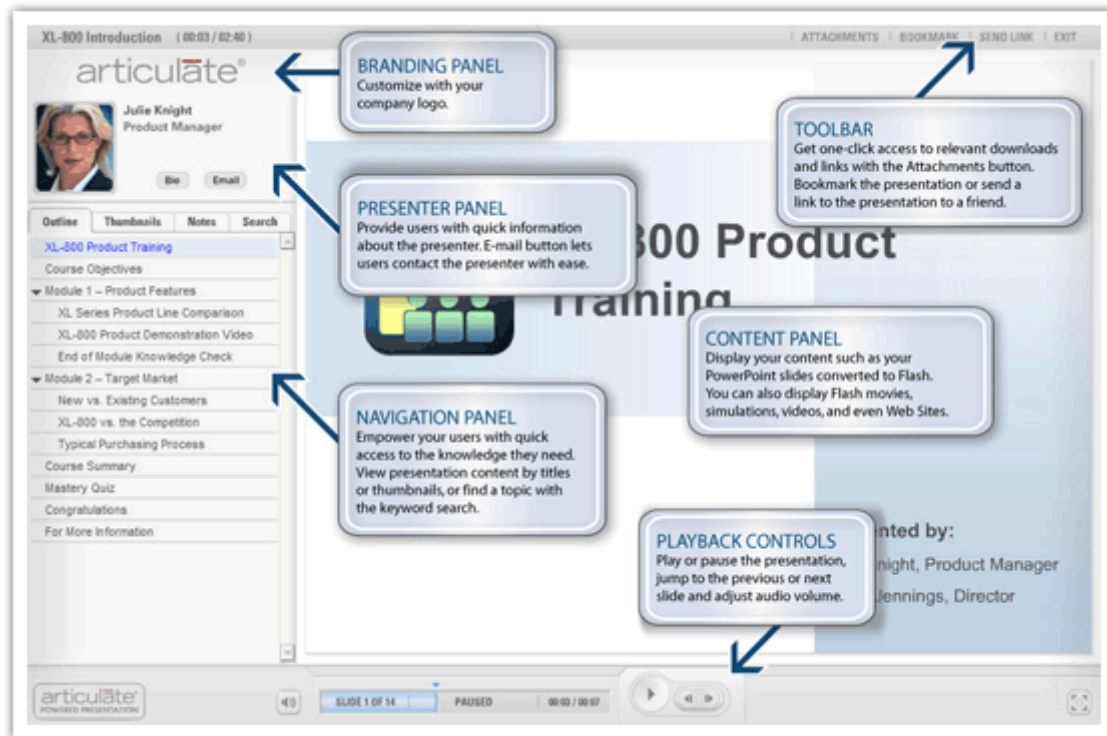 XL-800 Introduction ( 00:03 / 02:40 )
ATTACHMENTS | BOOKMARK | SEND LINK | EXIT
articulate®
Julie Knight
Product Manager
Bio Email
Outline Thumbnails Notes Search
XL-800 Product Training
Course Objectives
Module 1 – Product Features
XL Series Product Line Comparison
XL-800 Product Demonstration Video
End of Module Knowledge Check
Module 2 – Target Market
New vs. Existing Customers
XL-800 vs. the Competition
Typical Purchasing Process
Course Summary
Mastery Quiz
Congratulations
For More Information
BRANDING PANEL
Customize with your
company logo.
TOOLBAR
Get one-click access to relevant downloads
and links with the Attachments button.
Bookmark the presentation or send a
link to the presentation to a friend.
PRESENTER PANEL
Provide users with quick information
about the presenter. E-mail button lets
users contact the presenter with ease.
800 Product
Training
CONTENT PANEL
Display your content such as your
PowerPoint slides converted to Flash.
You can also display Flash movies,
simulations, videos, and even Web Sites.
NAVIGATION PANEL
Empower your users with quick
access to the knowledge they need.
View presentation content by titles
or thumbnails, or find a topic with
the keyword search.
PLAYBACK CONTROLS
Play or pause the presentation,
jump to the previous or next
slide and adjust audio volume.
nted by:
night, Product Manager
Jennings, Director
articulate®
POWERED PRESENTATION
SLIDE 1 OF 14 PAUSED 00:03 / 00:07